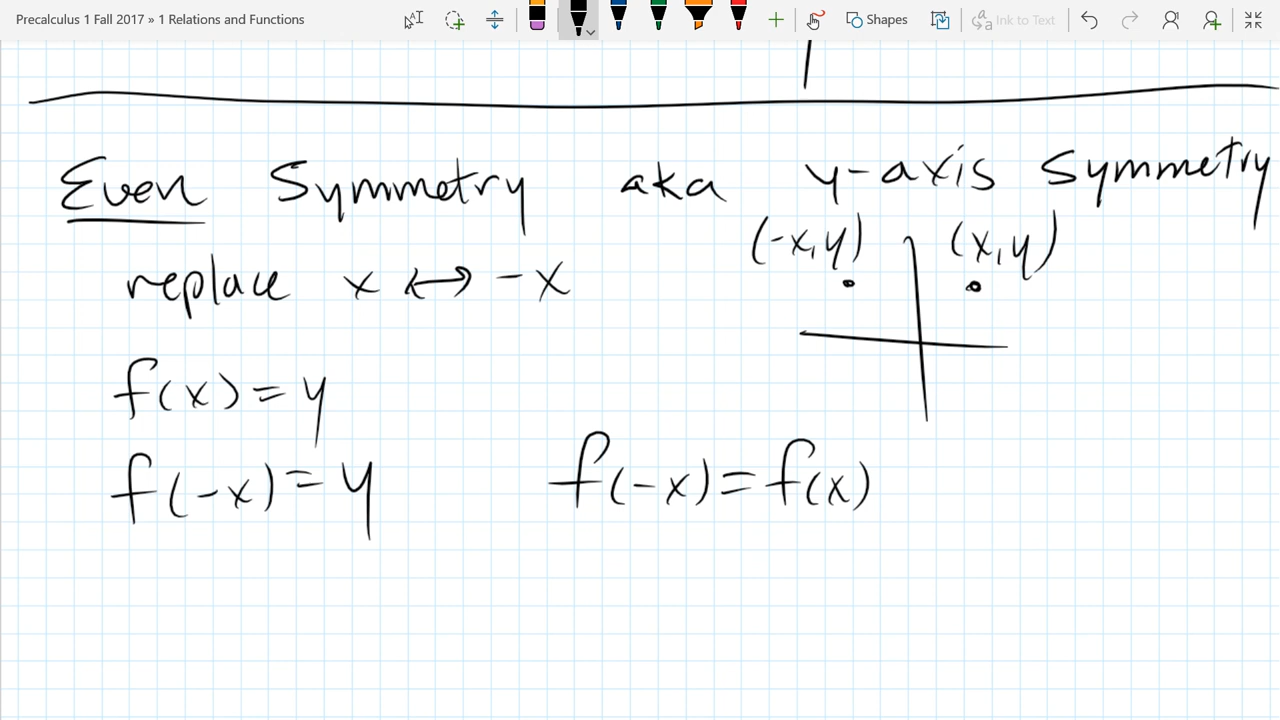 Precalculus 1 Fall 2017 » 1 Relations and Functions
Shapes
Ink to Text
Even Symmetry aka y-axis symmetry
(-x,y) (x,y)
replace x ↔ -x
f(x) = y
f(-x) = y f(-x) = f(x)